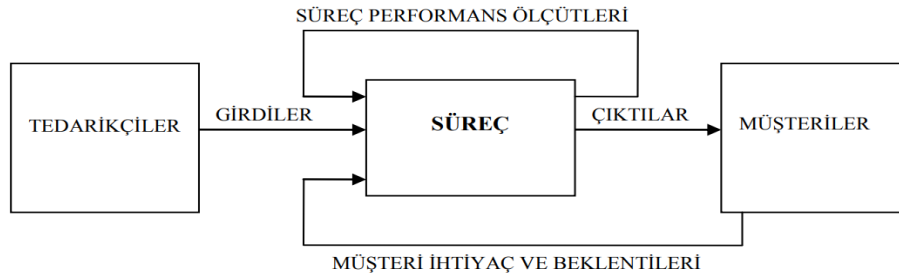 SÜREÇ PERFORMANS ÖLÇÜTLERİ
TEDARİKÇİLER
GİRDİLER
SÜREÇ
ÇIKTILAR
MÜŞTERİLER
MÜŞTERİ İHTİYAÇ VE BEKLENTİLERİ